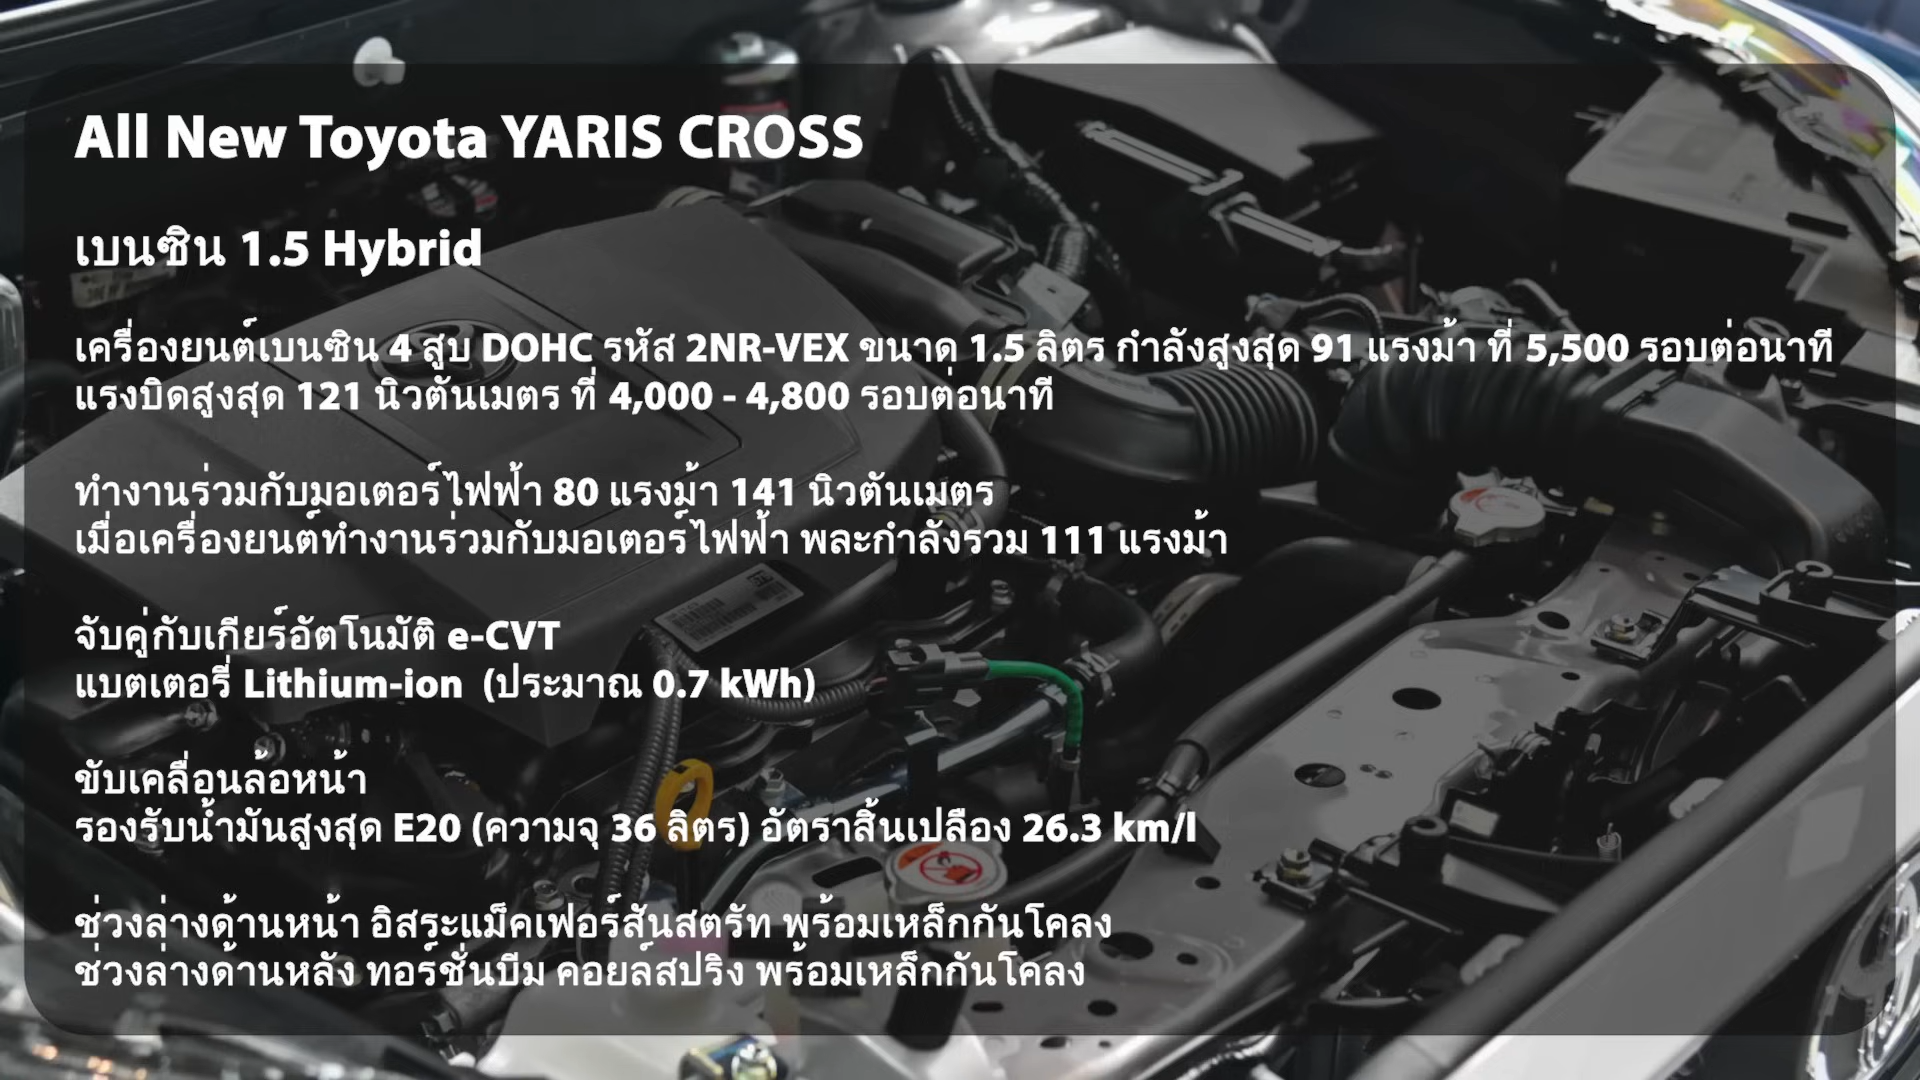 All New Toyota YARIS CROSS
เบนซิน 1.5 Hybrid
เครื่องยนต์เบนซิน 4 สูบ DOHC รหัส 2NR-VEX ขนาด 1.5 ลิตร กำลังสูงสุด 91 แรงม้า ที่ 5,500 รอบต่อนาที
แรงบิดสูงสุด 121 นิวตันเมตร ที่ 4,000 - 4,800 รอบต่อนาที
ทำงานร่วมกับมอเตอร์ไฟฟ้า 80 แรงม้า 141 นิวตันเมตร
เมื่อเครื่องยนต์ทำงานร่วมกับมอเตอร์ไฟฟ้า พละกำลังรวม 111 แรงม้า
จับคู่กับเกียร์อัตโนมัติ e-CVT
แบตเตอรี่ Lithium-ion (ประมาณ 0.7 kWh)
ขับเคลื่อนล้อหน้า
รองรับน้ำมันสูงสุด E20 (ความจุ 36 ลิตร) อัตราสิ้นเปลือง 26.3 km/l
ช่วงล่างด้านหน้า อิสระแม็คเฟอร์สันสตรัท พร้อมเหล็กกันโคลง
ช่วงล่างด้านหลัง ทอร์ชั่นบีม คอยล์สปริง พร้อมเหล็กกันโคลง